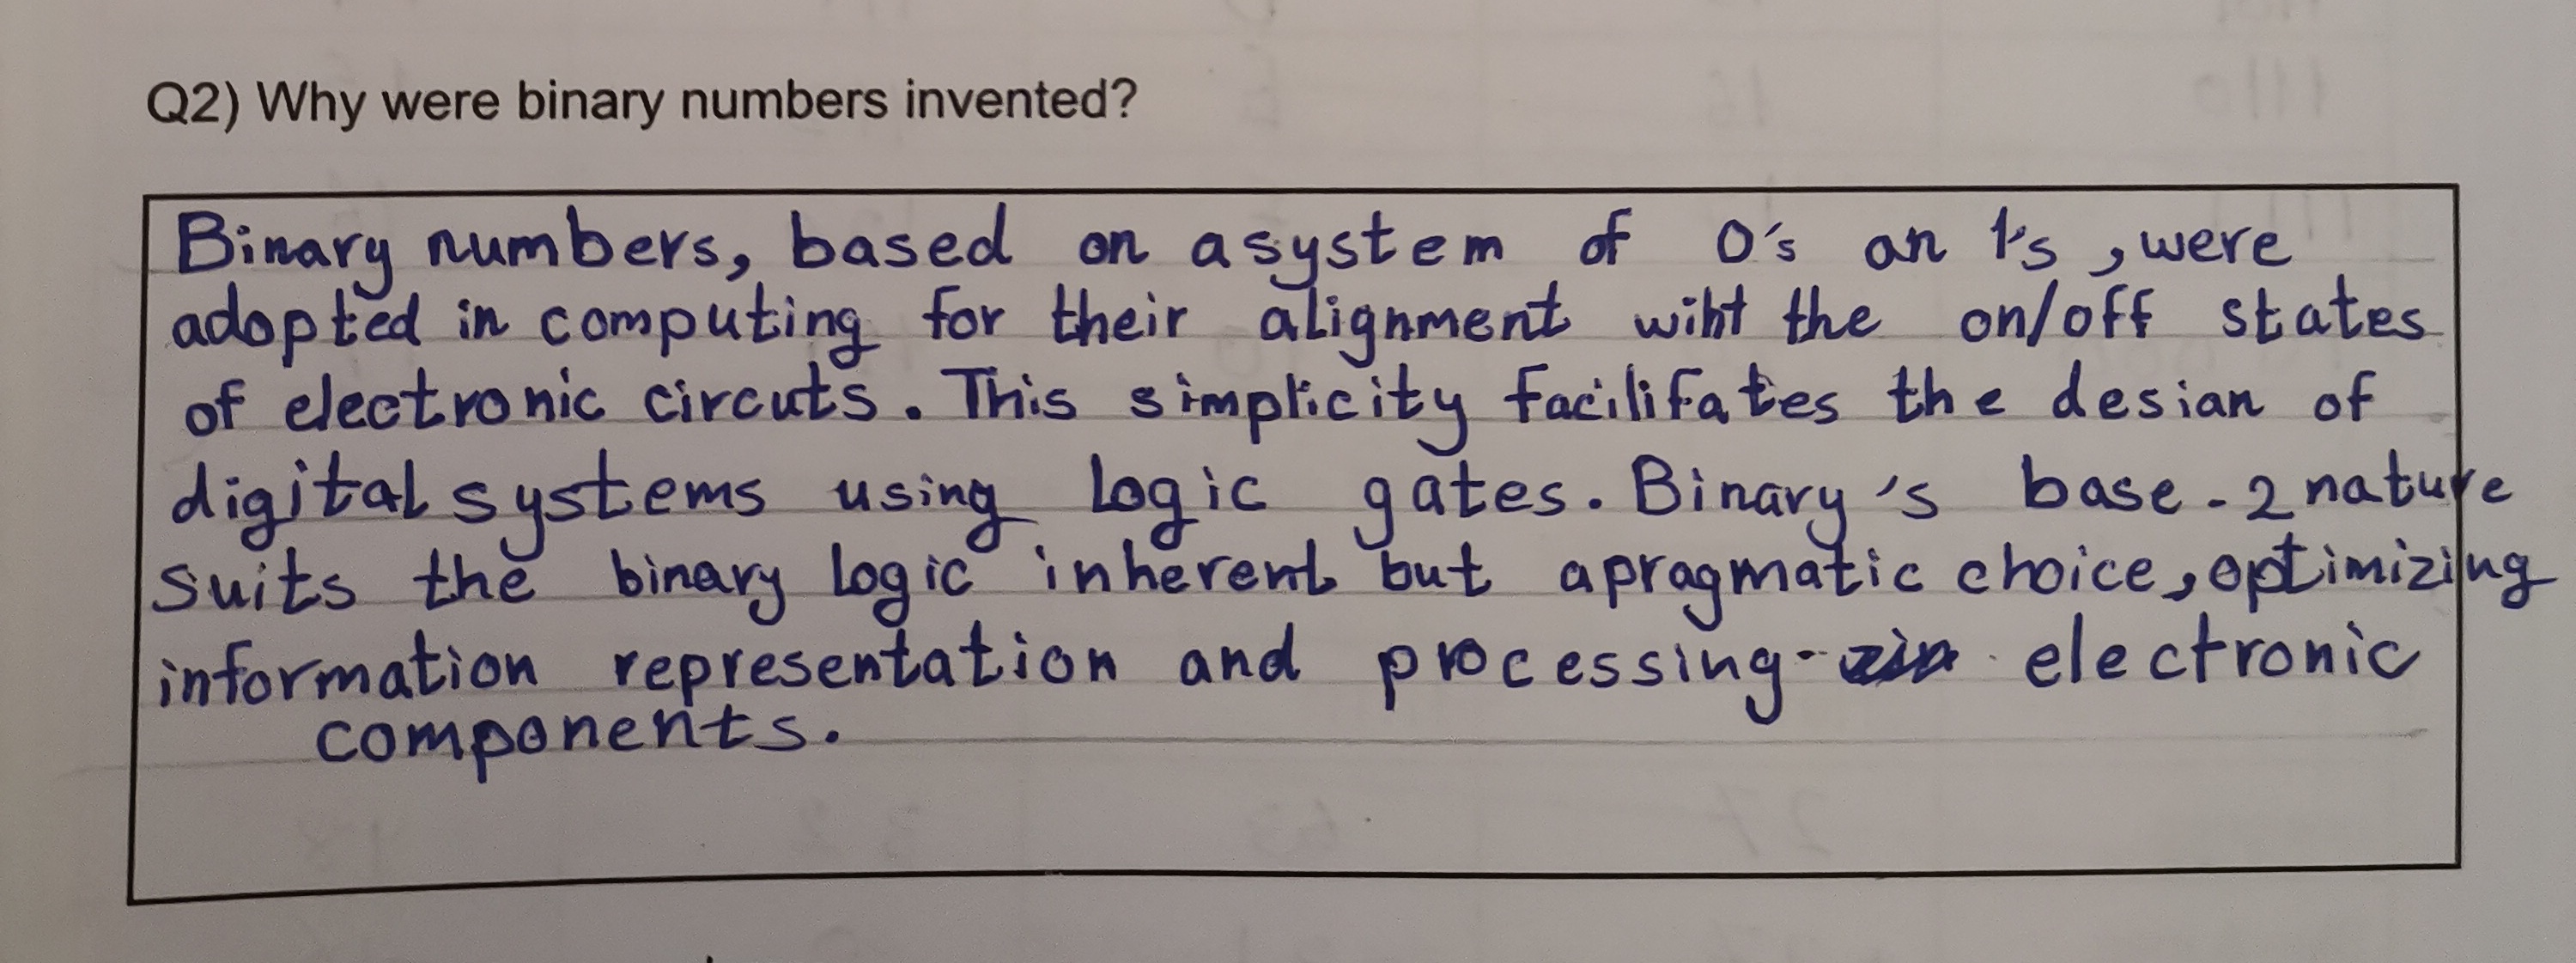 Q2) Why were binary numbers invented?
Binary numbers, based on a system of 0's an 1's, were
adopted in computing for their alignment wiht the on/off states
of electronic circuts. This simplicity facilifates the desian of
digital systems using logic gates. Binary's base-2 nature
suits the binary logic inherent but a pragmatic choice, optimizing
information representation and processing electronic
components.